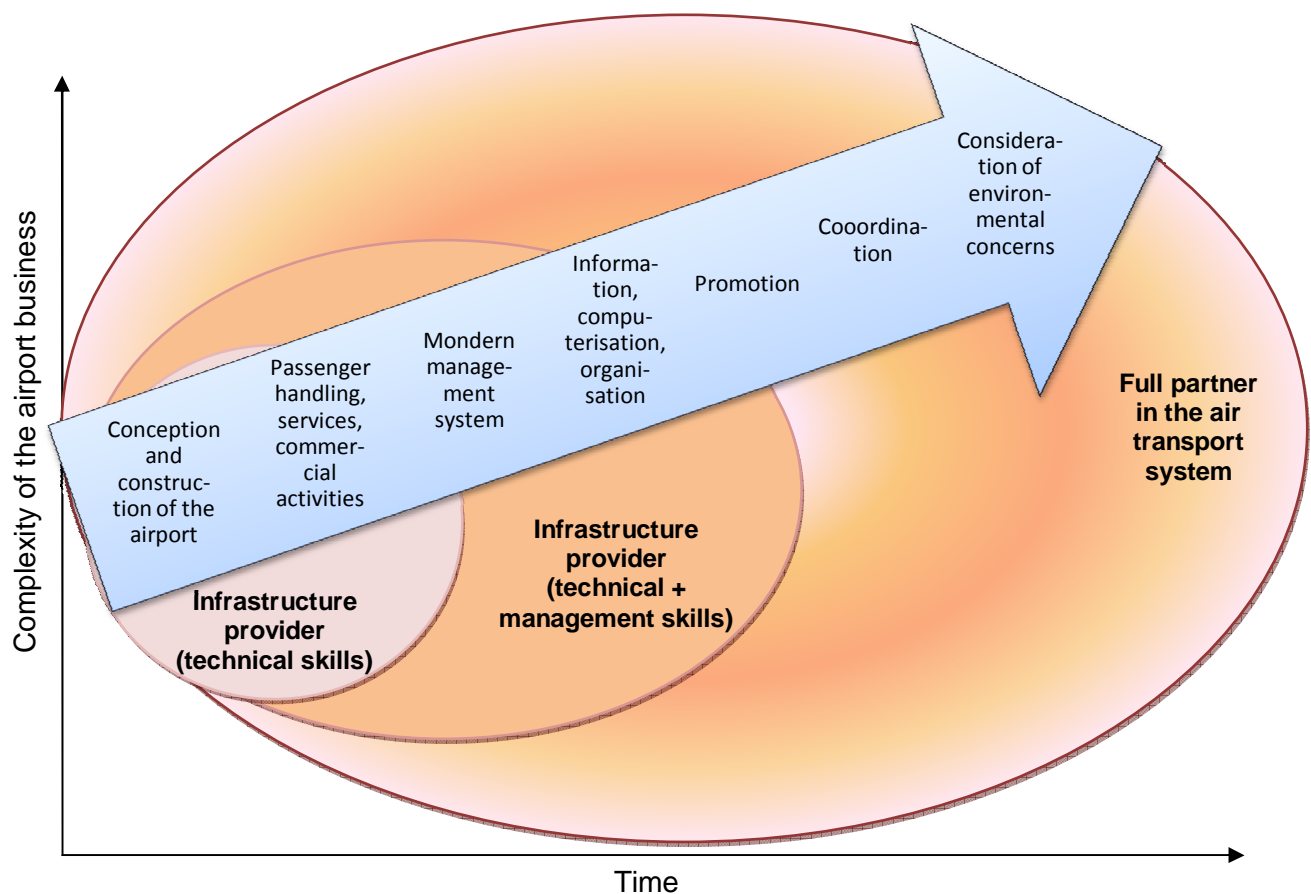 Complexity of the airport business
Conception
and
construc-
tion of the
airport
Passenger
handling,
services,
commer-
cial
activities
Mondern
manage-
ment
system
Informa-
tion,
compu-
terisation,
organi-
sation
Promotion
Cooordina-
tion
Considera-
tion of
environ-
mental
concerns
Infrastructure
provider
(technical skills)
Infrastructure
provider
(technical +
management skills)
Full partner
in the air
transport
system
Time